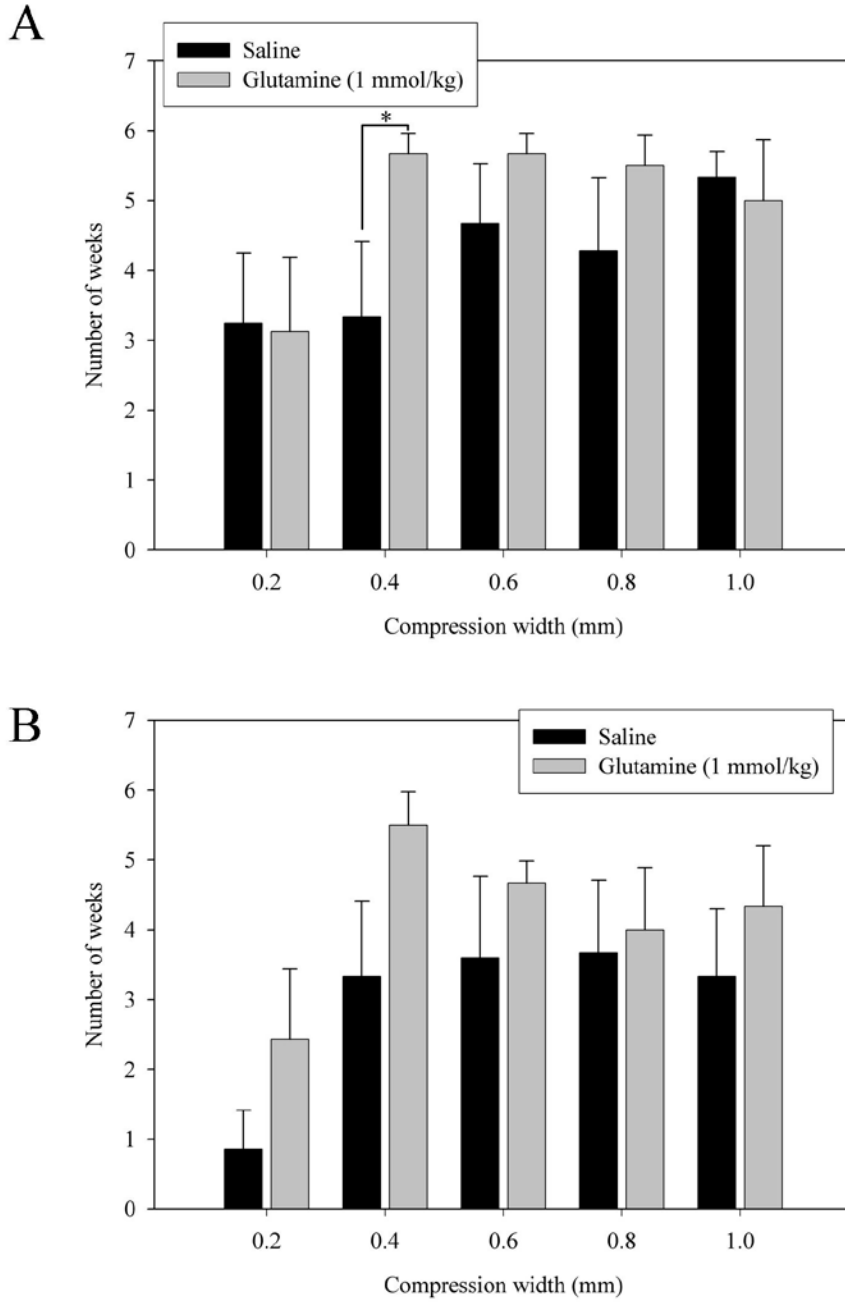 A
Saline
Glutamine (1 mmol/kg)
7
6
5
4
3
2
1
0
*
Number of weeks
0.2 0.4 0.6 0.8 1.0
Compression width (mm)
B
Saline
Glutamine (1 mmol/kg)
7
6
5
4
3
2
1
0
Number of weeks
0.2 0.4 0.6 0.8 1.0
Compression width (mm)